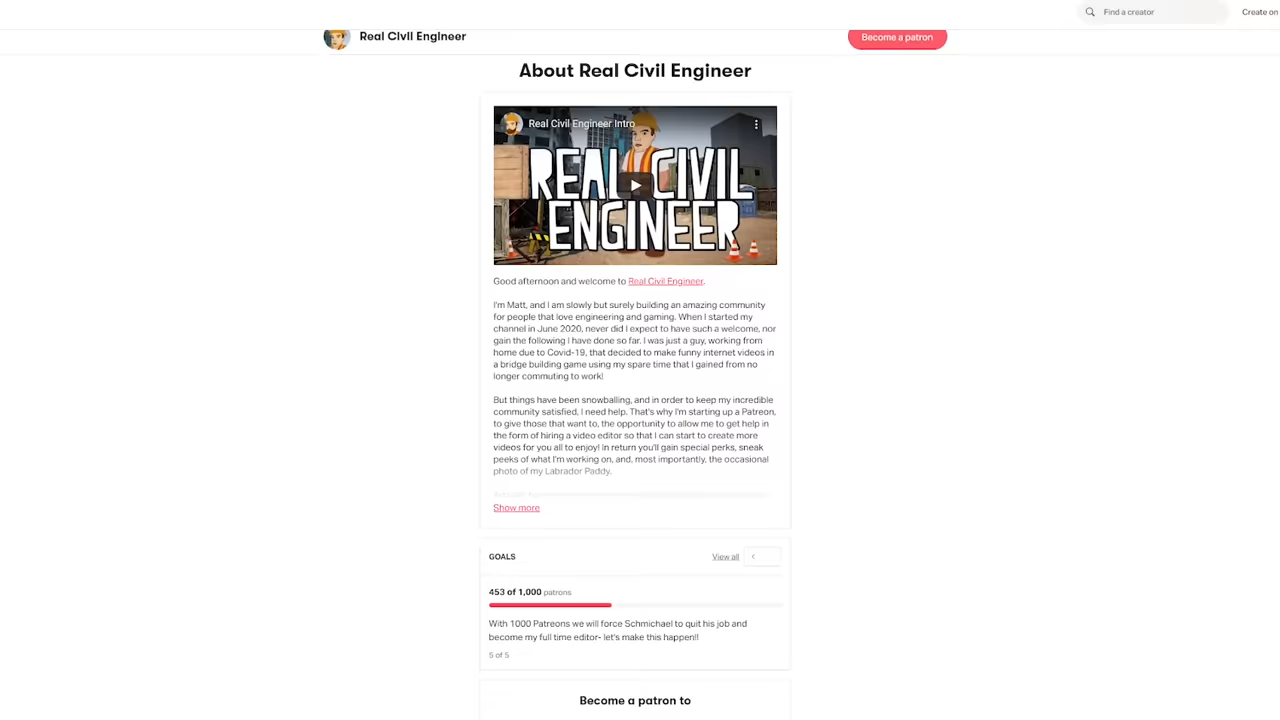 Find a creator
Create on
Real Civil Engineer
Become a patron
About Real Civil Engineer
Real Civil Engineer Intro
REAL CIVIL
ENGINEER
Good afternoon and welcome to Real Civil Engineer.
I'm Matt, and I am slowly but surely building an amazing community
for people that love engineering and gaming. When I started my
channel in June 2020, never did I expect to have such a welcome, nor
gain the following I have done so far. I was just a guy, working from
home due to Covid-19, that decided to make funny internet videos in
a bridge building game using my spare time that I gained from no
longer commuting to work!
But things have been snowballing, and in order to keep my incredible
community satisfied, I need help. That's why I'm starting up a Patreon,
to give those that want to, the opportunity to allow me to get help in
the form of hiring a video editor so that I can start to create more
videos for you all to enjoy! In return you'll gain special perks, sneak
peeks of what I'm working on, and, most importantly, the occasional
photo of my Labrador Paddy.
Show more
GOALS
View all
453 of 1,000 patrons
With 1000 Patreons we will force Schmichael to quit his job and
become my full time editor- let's make this happen!!
5 of 5
Become a patron to